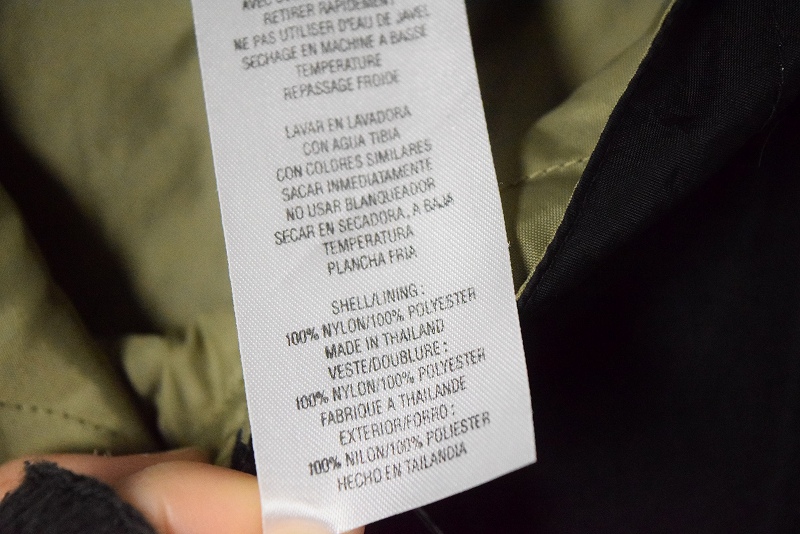 AVEC
RETIRER RAPIDEMENT
NE PAS UTILISER D'EAU DE JAVEL
SECHAGE EN MACHINE A BASSE
TEMPERATURE
REPASSAGE FROIDE
LAVAR EN LAVADORA
CON AGUA TIBIA
CON COLORES SIMILARES
SACAR INMEDIATAMENTE
NO USAR BLANQUEADOR
SECAR EN SECADORA, A BAJA
TEMPERATURA
PLANCHA FRIA
SHELL/LINING :
100% NYLON/100% POLYESTER
MADE IN THAILAND
VESTE/DOUBLURE :
100% NYLON/100% POLYESTER
FABRIQUE A THAILANDE
EXTERIOR/FORRO :
100% NILON/100% POLIESTER
HECHO EN TAILANDIA